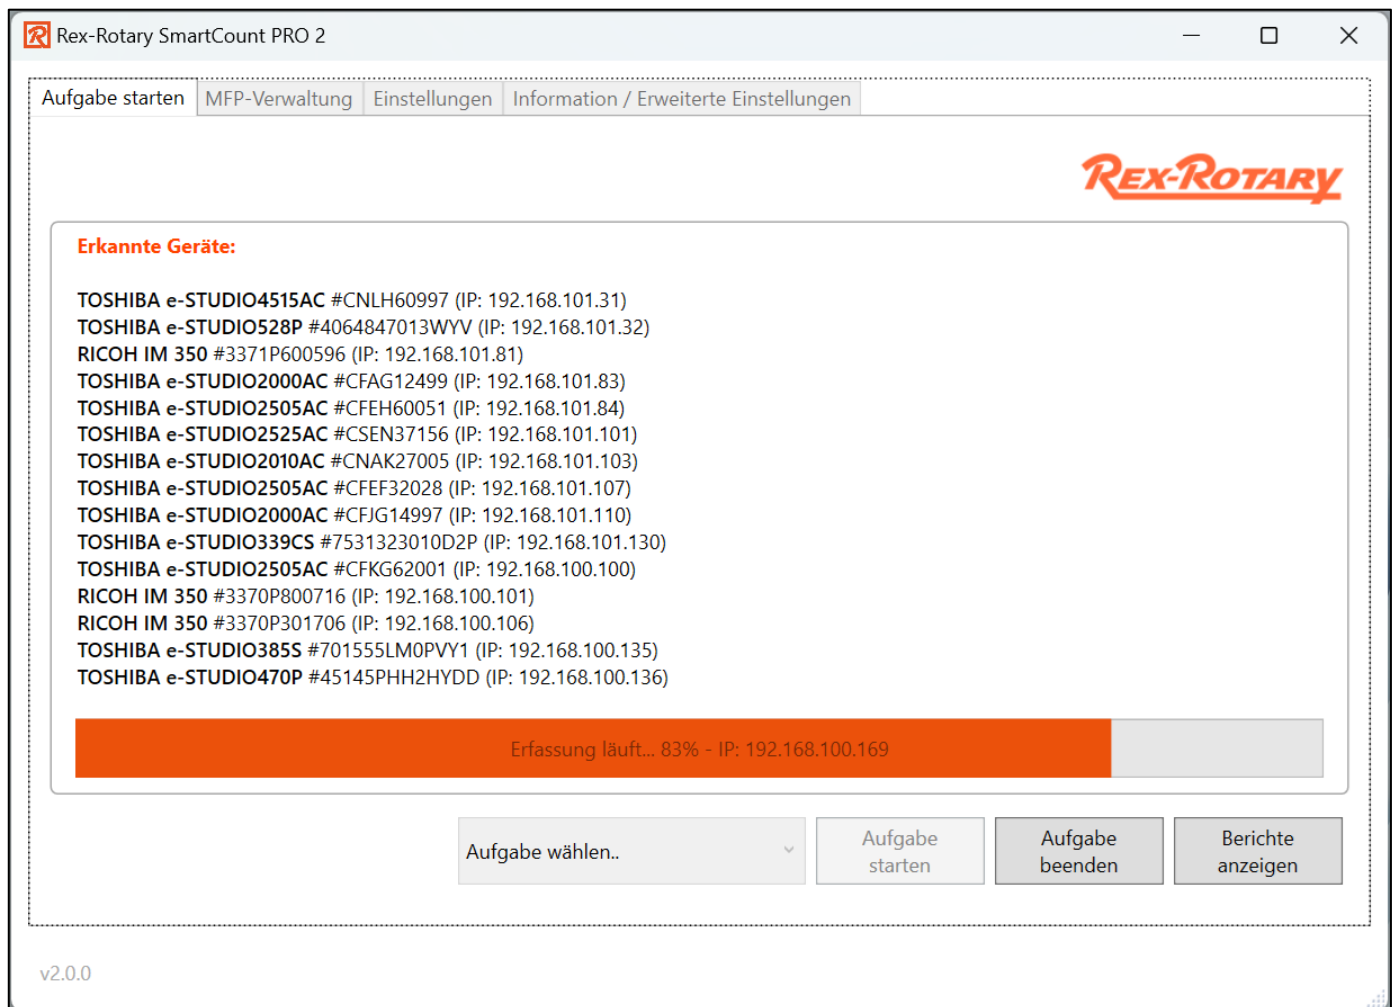 Rex-Rotary SmartCount PRO 2
Aufgabe starten MFP-Verwaltung Einstellungen Information / Erweiterte Einstellungen
REX-ROTARY
Erkannte Geräte:
TOSHIBA e-STUDIO4515AC #CNLH60997 (IP: 192.168.101.31)
TOSHIBA e-STUDIO528P #4064847013WYV (IP: 192.168.101.32)
RICOH IM 350 #3371P600596 (IP: 192.168.101.81)
TOSHIBA e-STUDIO2000AC #CFAG12499 (IP: 192.168.101.83)
TOSHIBA e-STUDIO2505AC #CFEH60051 (IP: 192.168.101.84)
TOSHIBA e-STUDIO2525AC #CSEN37156 (IP: 192.168.101.101)
TOSHIBA e-STUDIO2010AC #CNAK27005 (IP: 192.168.101.103)
TOSHIBA e-STUDIO2505AC #CFEF32028 (IP: 192.168.101.107)
TOSHIBA e-STUDIO2000AC #CFJG14997 (IP: 192.168.101.110)
TOSHIBA e-STUDIO339CS #7531323010D2P (IP: 192.168.101.130)
TOSHIBA e-STUDIO2505AC #CFKG62001 (IP: 192.168.100.100)
RICOH IM 350 #3370P800716 (IP: 192.168.100.101)
RICOH IM 350 #3370P301706 (IP: 192.168.100.106)
TOSHIBA e-STUDIO385S #701555LM0PVY1 (IP: 192.168.100.135)
TOSHIBA e-STUDIO470P #45145PHH2HYDD (IP: 192.168.100.136)
Erfassung läuft... 83% - IP: 192.168.100.169
Aufgabe wählen..
Aufgabe
starten
Aufgabe
beenden
Berichte
anzeigen
v2.0.0